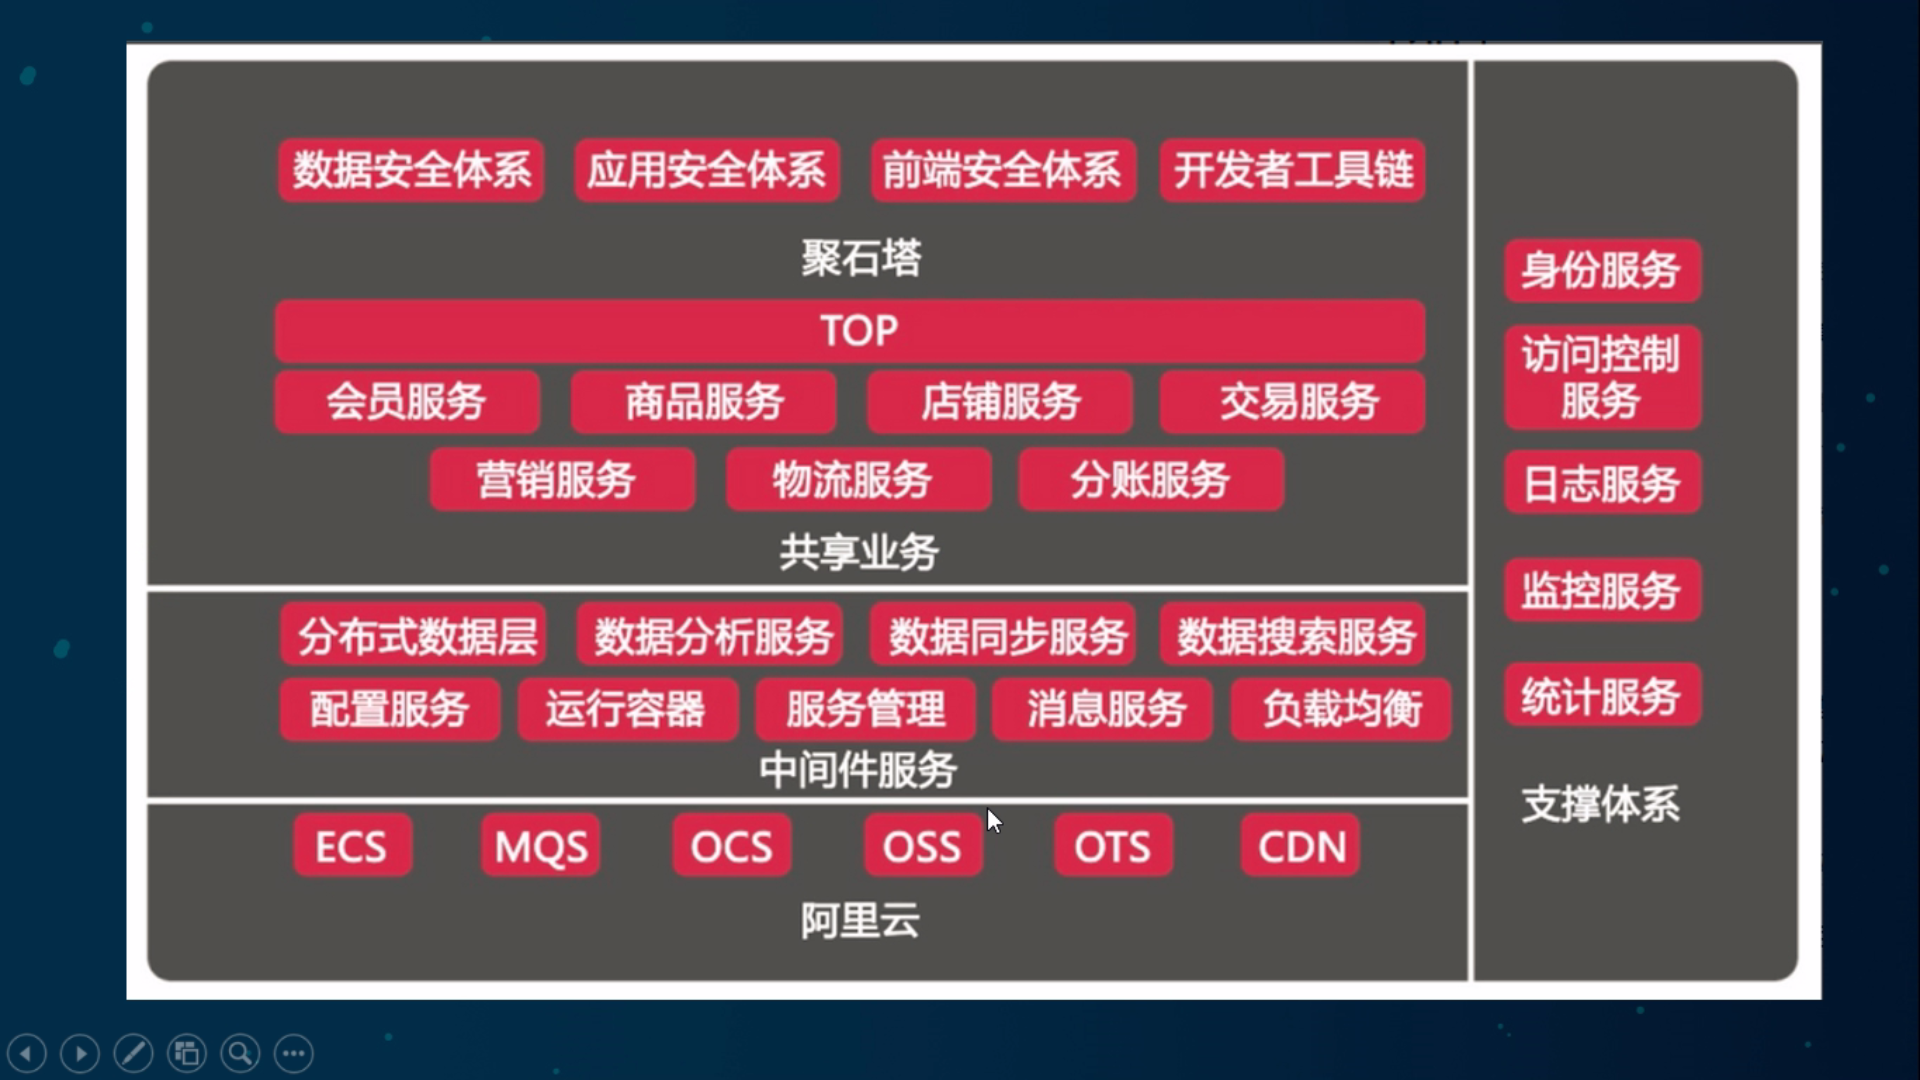 数据安全体系 应用安全体系 前端安全体系 开发者工具链
聚石塔
TOP
会员服务 商品服务 店铺服务 交易服务
营销服务 物流服务 分账服务
共享业务
分布式数据层 数据分析服务 数据同步服务 数据搜索服务
配置服务 运行容器 服务管理 消息服务 负载均衡
中间件服务
ECS MQS OCS OSS OTS CDN
阿里云
身份服务
访问控制
服务
日志服务
监控服务
统计服务
支撑体系